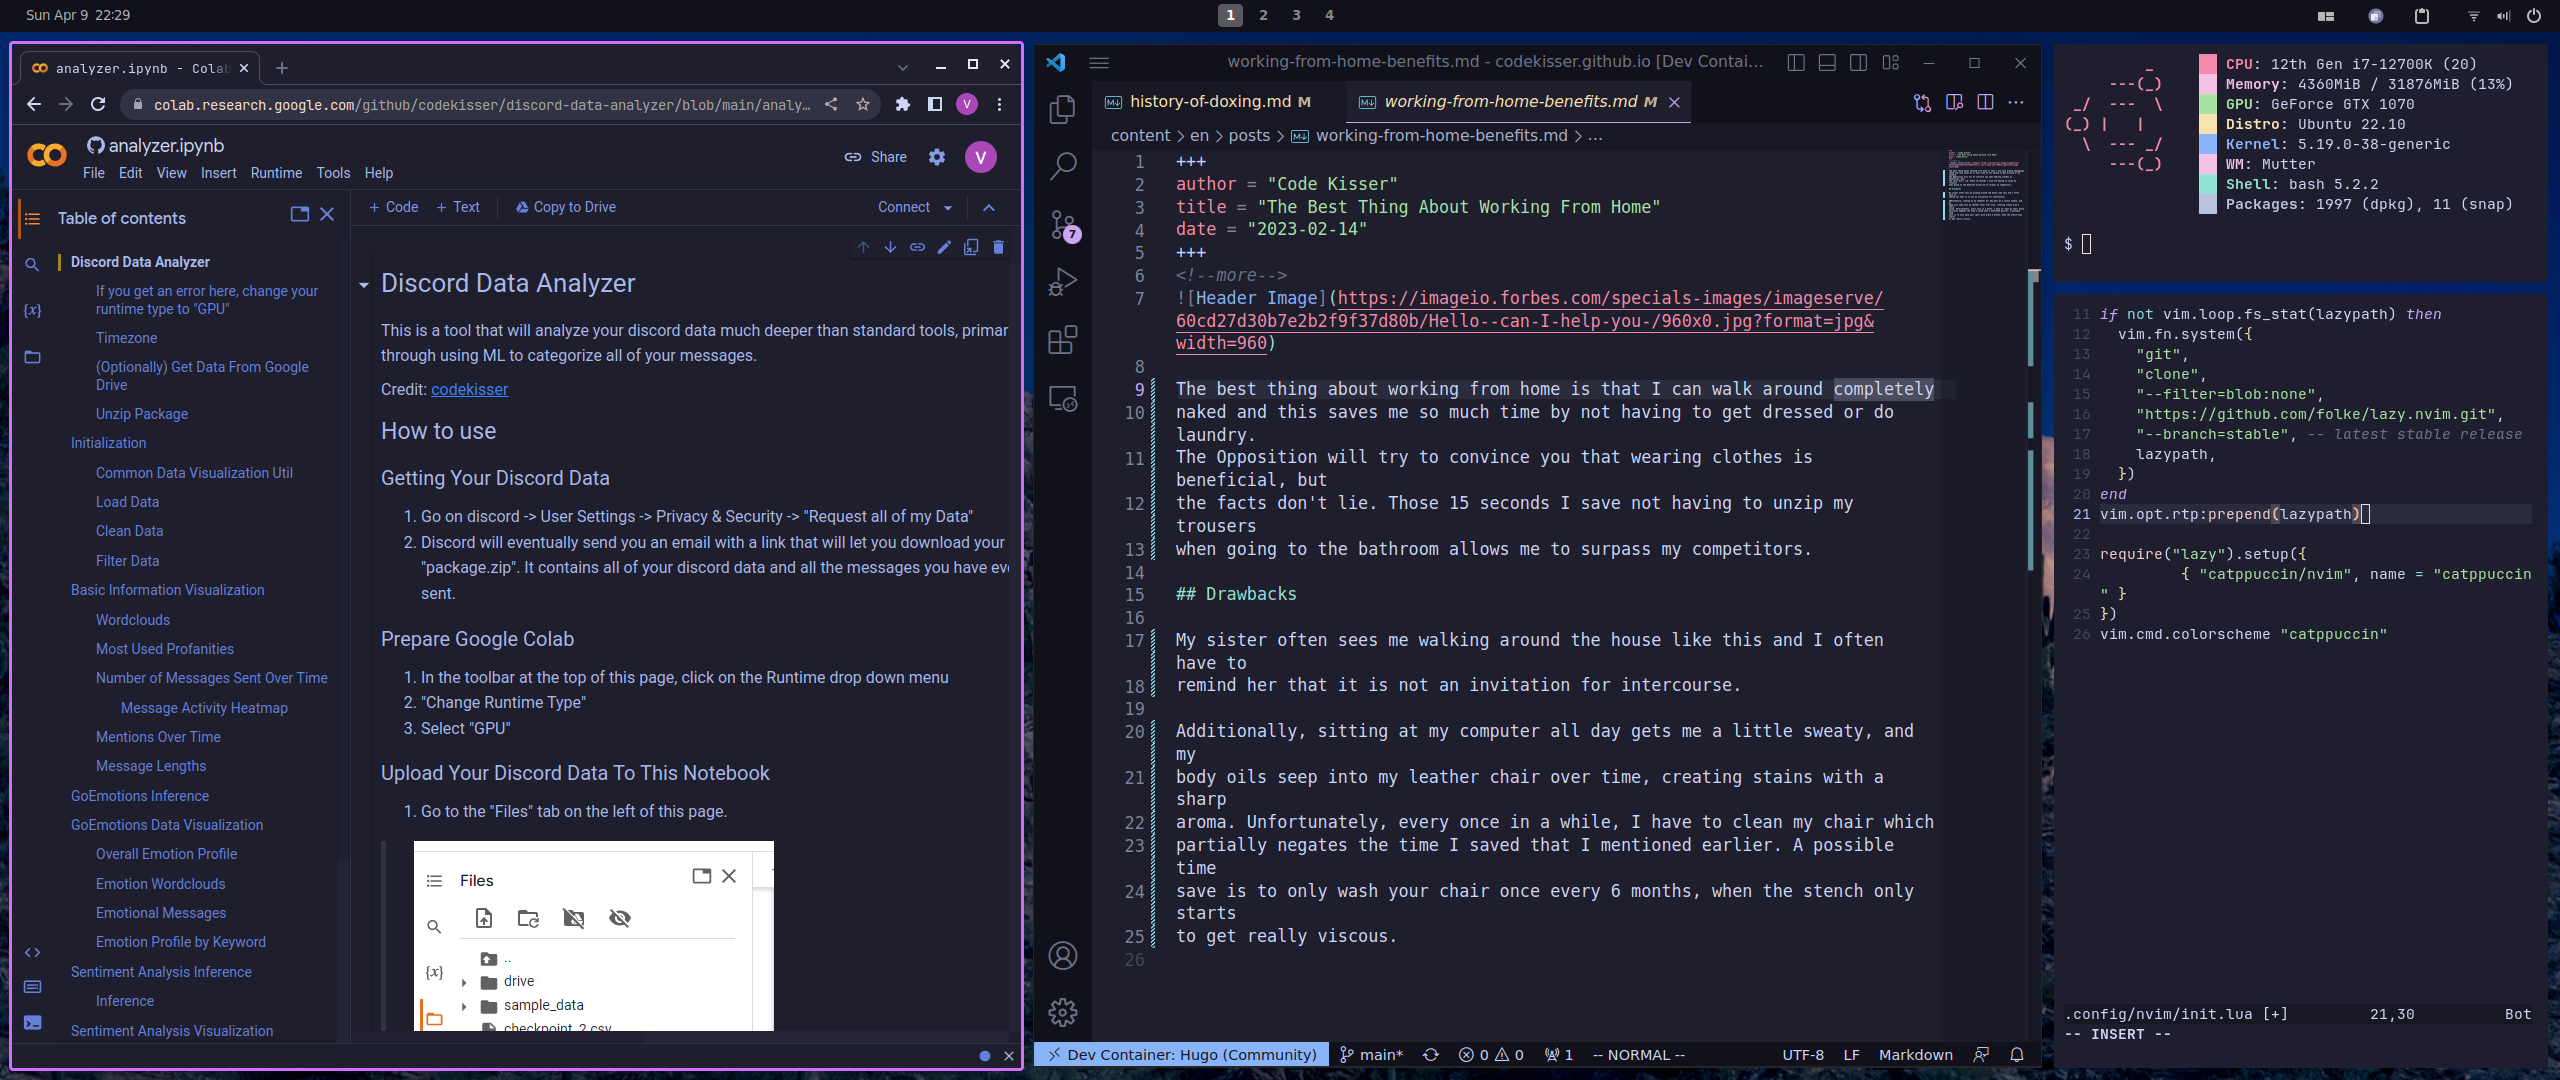 Sun Apr 9 22:29
1 2 3 4
analyzer.ipynb - Colab
colab.research.google.com/github/codekisser/discord-data-analyzer/blob/main/analy...
V
analyzer.ipynb
Share
V
File Edit View Insert Runtime Tools Help
Table of contents
Discord Data Analyzer
If you get an error here, change your
runtime type to "GPU"
Timezone
(Optionally) Get Data From Google
Drive
Unzip Package
Initialization
Common Data Visualization Util
Load Data
Clean Data
Filter Data
Basic Information Visualization
Wordclouds
Most Used Profanities
Number of Messages Sent Over Time
Message Activity Heatmap
Mentions Over Time
Message Lengths
GoEmotions Inference
GoEmotions Data Visualization
Overall Emotion Profile
Emotion Wordclouds
Emotional Messages
Emotion Profile by Keyword
Sentiment Analysis Inference
Inference
Sentiment Analysis Visualization
+ Code + Text Copy to Drive Connect
Discord Data Analyzer
This is a tool that will analyze your discord data much deeper than standard tools, primar
through using ML to categorize all of your messages.
Credit: codekisser
How to use
Getting Your Discord Data
1. Go on discord -> User Settings -> Privacy & Security -> "Request all of my Data"
2. Discord will eventually send you an email with a link that will let you download your
"package.zip". It contains all of your discord data and all the messages you have eve
sent.
Prepare Google Colab
1. In the toolbar at the top of this page, click on the Runtime drop down menu
2. "Change Runtime Type"
3. Select "GPU"
Upload Your Discord Data To This Notebook
1. Go to the "Files" tab on the left of this page.
Files
{x}
..
drive
sample_data
checkpoint_2.csv
working-from-home-benefits.md - codekisser.github.io [Dev Contai...
history-of-doxing.md M
working-from-home-benefits.md M
content > en > posts > working-from-home-benefits.md > ...
7
1 +++
2 author = "Code Kisser"
3 title = "The Best Thing About Working From Home"
4 date = "2023-02-14"
5 +++
6 <!--more-->
7 ![Header Image](https://imageio.forbes.com/specials-images/imageserve/
60cd27d30b7e2b2f9f37d80b/Hello--can-I-help-you-/960x0.jpg?format=jpg&
width=960)
8
9 The best thing about working from home is that I can walk around completely
10 naked and this saves me so much time by not having to get dressed or do
laundry.
11 The Opposition will try to convince you that wearing clothes is
beneficial, but
12 the facts don't lie. Those 15 seconds I save not having to unzip my
trousers
13 when going to the bathroom allows me to surpass my competitors.
14
15 ## Drawbacks
16
17 My sister often sees me walking around the house like this and I often
have to
18 remind her that it is not an invitation for intercourse.
19
20 Additionally, sitting at my computer all day gets me a little sweaty, and
my
21 body oils seep into my leather chair over time, creating stains with a
sharp
22 aroma. Unfortunately, every once in a while, I have to clean my chair which
23 partially negates the time I saved that I mentioned earlier. A possible
time
24 save is to only wash your chair once every 6 months, when the stench only
starts
25 to get really viscous.
26
Dev Container: Hugo (Community) main* 0 0 1 -- NORMAL -- UTF-8 LF Markdown
CPU: 12th Gen i7-12700K (20)
Memory: 4360MiB / 31876MiB (13%)
GPU: GeForce GTX 1070
Distro: Ubuntu 22.10
Kernel: 5.19.0-38-generic
WM: Mutter
Shell: bash 5.2.2
Packages: 1997 (dpkg), 11 (snap)
$
11 if not vim.loop.fs_stat(lazypath) then
12 vim.fn.system({
13 "git",
14 "clone",
15 "--filter=blob:none",
16 "https://github.com/folke/lazy.nvim.git",
17 "--branch=stable", -- latest stable release
18 lazypath,
19 })
20 end
21 vim.opt.rtp:prepend(lazypath)
22
23 require("lazy").setup({
24 { "catppuccin/nvim", name = "catppuccin
" }
25 })
26 vim.cmd.colorscheme "catppuccin"
.config/nvim/init.lua [+] 21,30 Bot
-- INSERT --